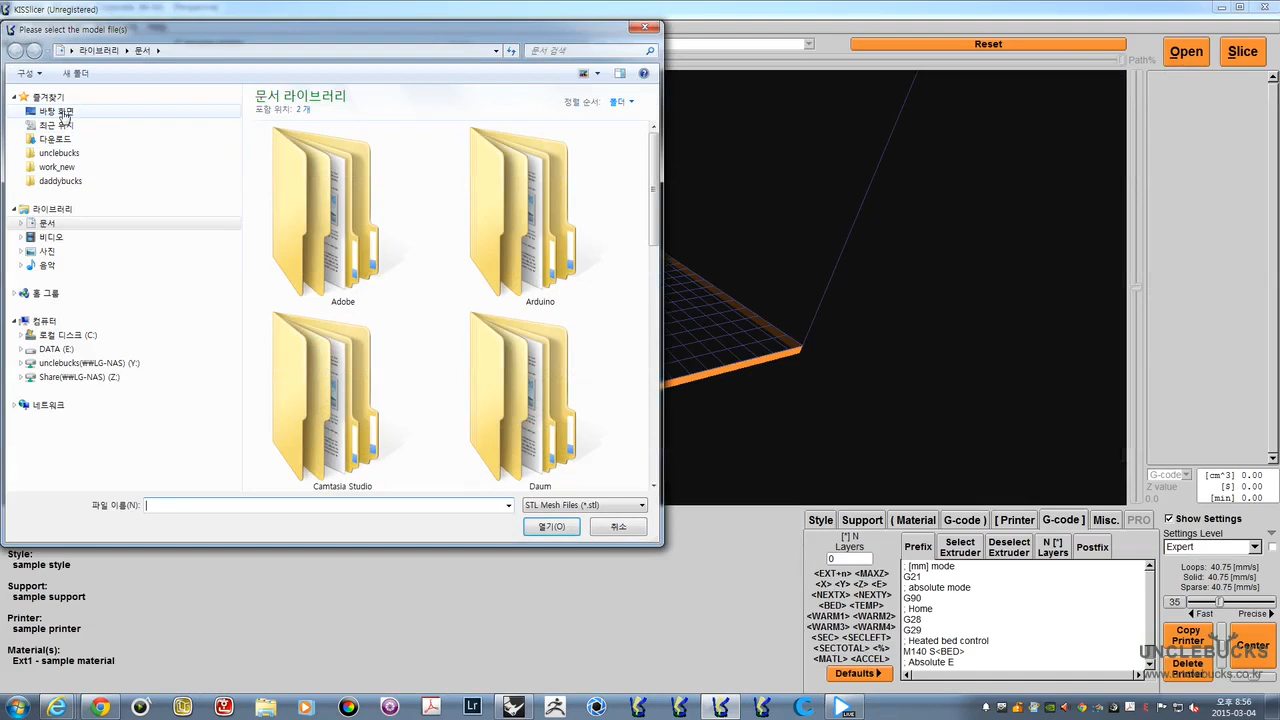 KISSlicer (Unregistered)
Please select the model file(s)
라이브러리 ▸ 문서 ▸
문서 검색
구성 ▾ 새 폴더
즐겨찾기
바탕 화면
최근 위치
다운로드
unclebucks
work_new
daddybucks
라이브러리
문서
비디오
사진
음악
홈 그룹
컴퓨터
로컬 디스크 (C:)
DATA (E:)
unclebucks(₩₩LG-NAS) (Y:)
Share(₩₩LG-NAS) (Z:)
네트워크
문서 라이브러리
포함 위치: 2 개
정렬 순서: 폴더 ▾
Adobe
Arduino
Camtasia Studio
Daum
파일 이름(N):
STL Mesh Files (*.stl)
열기(O) 취소
Reset
Path%
Open Slice
G-code
Z value
0.0
[cm^3] 0.00
[$] 0.00
[min] 0.00
Style:
sample style
Support:
sample support
Printer:
sample printer
Material(s):
Ext1 - sample material
Style Support ( Material G-code ) [ Printer G-code ] Misc. PRO
[*] N
Layers
0
<EXT+n> <MAXZ>
<X> <Y> <Z> <E>
<NEXTX> <NEXTY>
<BED> <TEMP>
<WARM1> <WARM2>
<WARM3> <WARM4>
<SEC> <SECLEFT>
<SECTOTAL> <%>
<MATL> <ACCEL>
Defaults ▸
Prefix
Select Extruder
Deselect Extruder
N [*] Layers
Postfix
; [mm] mode
G21
; absolute mode
G90
; Home
G28
G29
; Heated bed control
M140 S<BED>
; Absolute E
Show Settings
Settings Level
Expert
Loops: 40.75 [mm/s]
Solid: 40.75 [mm/s]
Sparse: 40.75 [mm/s]
35
Fast Precise
Copy Printer
Delete Printer
Center
UNCLEBUCKS
www.unclebucks.co.kr
LIVE
오후 8:56
2015-03-04